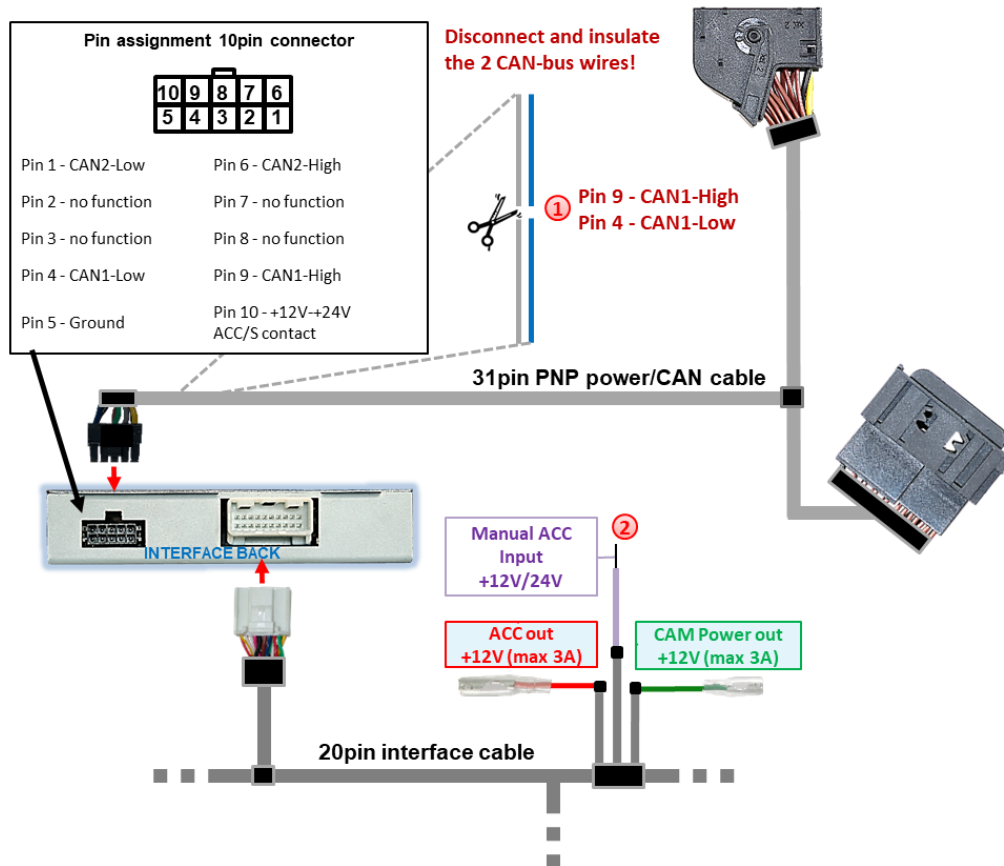 Pin assignment 10pin connector
10 9 8 7 6
5 4 3 2 1
Pin 1 - CAN2-Low
Pin 6 - CAN2-High
Pin 2 - no function
Pin 7 - no function
Pin 3 - no function
Pin 8 - no function
Pin 4 - CAN1-Low
Pin 9 - CAN1-High
Pin 5 - Ground
Pin 10 - +12V-+24V
ACC/S contact
Disconnect and insulate
the 2 CAN-bus wires!
1
Pin 9 - CAN1-High
Pin 4 - CAN1-Low
31pin PNP power/CAN cable
INTERFACE BACK
Manual ACC
Input
+12V/24V
2
ACC out
+12V (max 3A)
CAM Power out
+12V (max 3A)
20pin interface cable